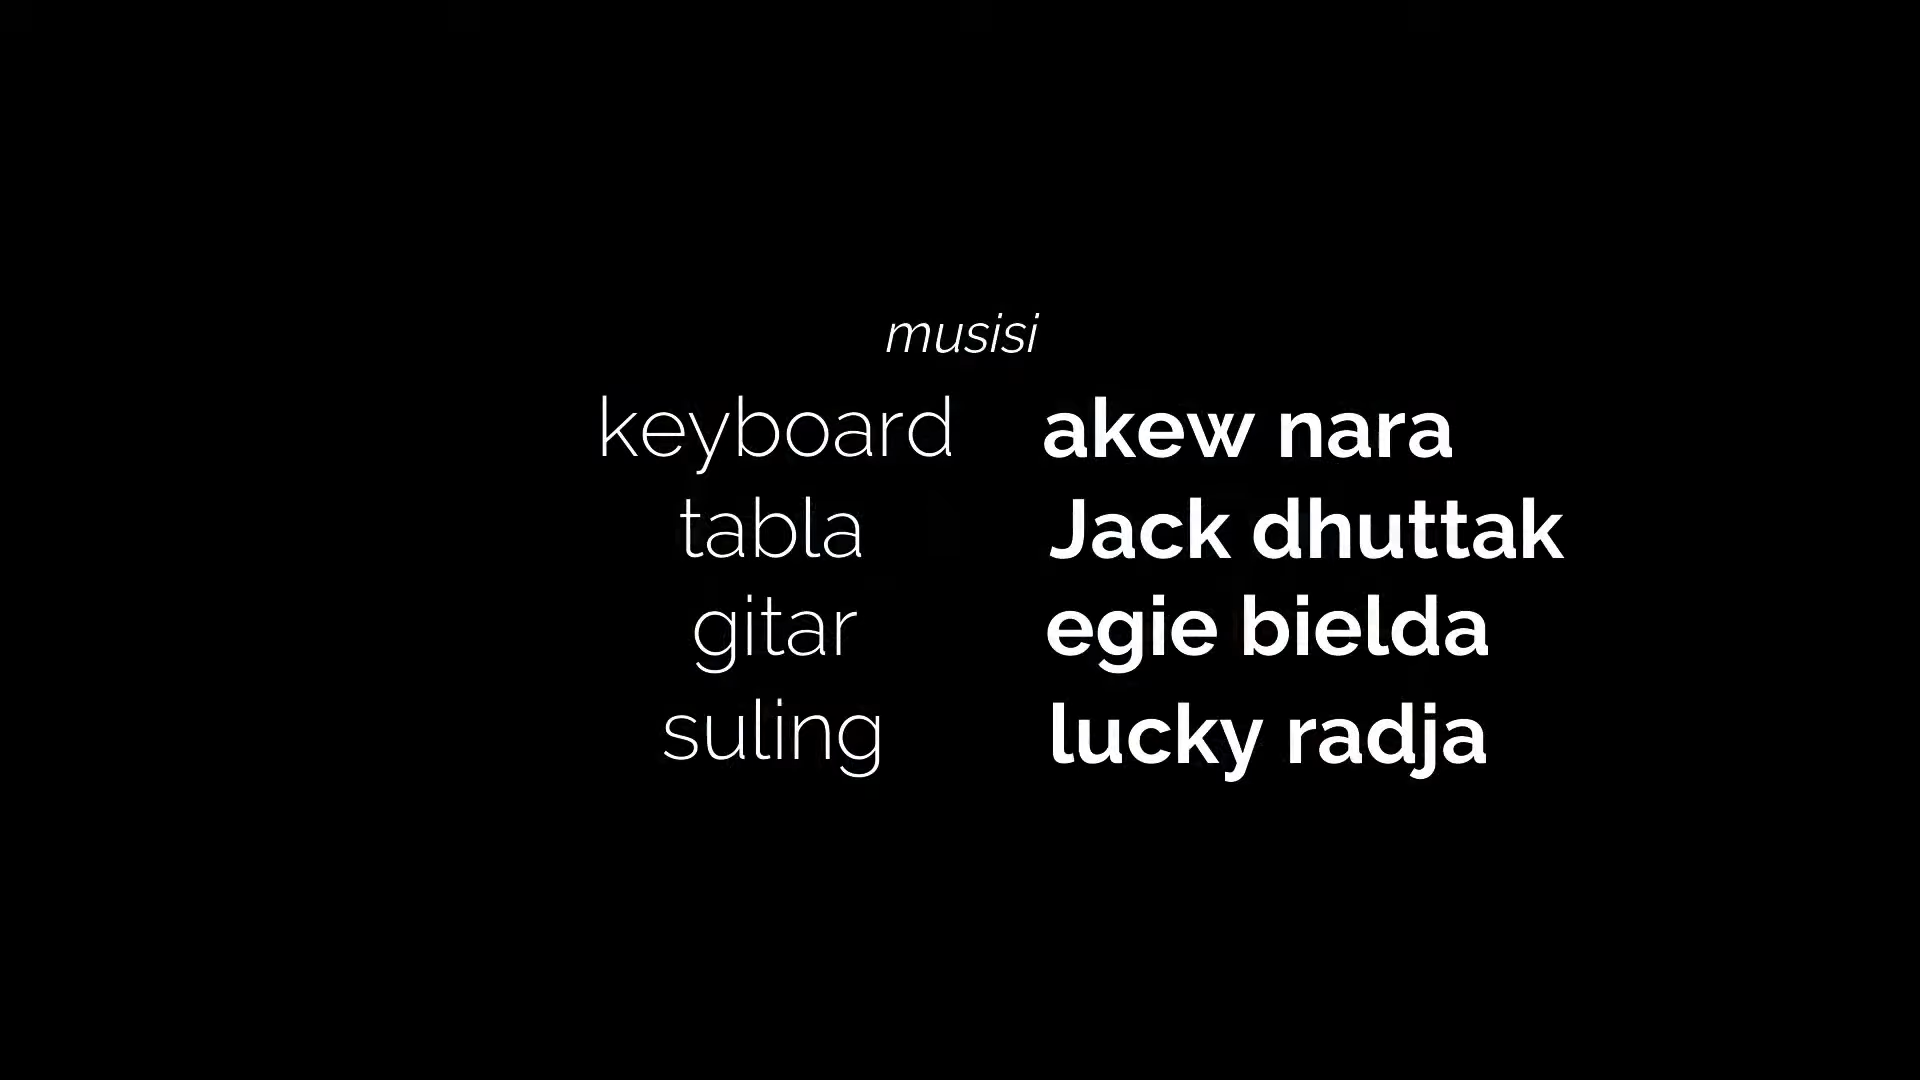 musisi
keyboard akew nara
tabla Jack dhuttak
gitar egie bielda
suling lucky radja